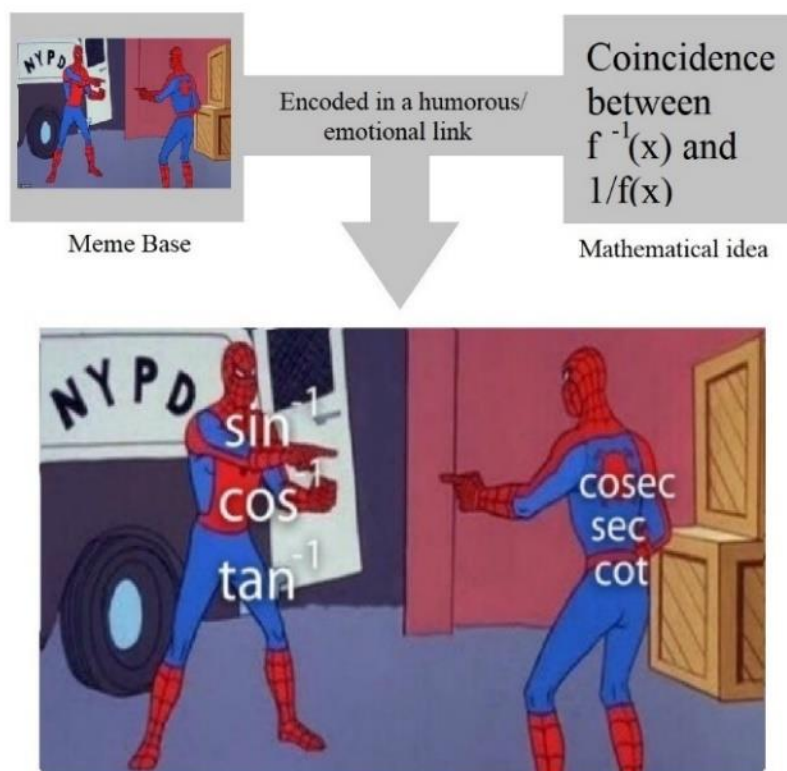 NYPD
Encoded in a humorous/
emotional link
Coincidence
between
f⁻¹(x) and
1/f(x)
Meme Base
Mathematical idea
NYPD
sin⁻¹
cos⁻¹
tan⁻¹
cosec
sec
cot